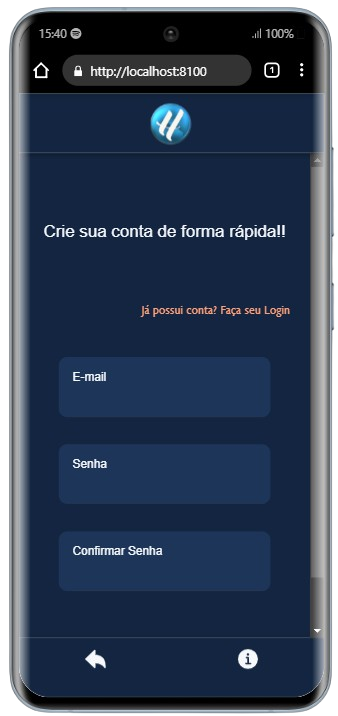 15:40
100%
http://localhost:8100
1
H
Crie sua conta de forma rápida!!
Já possui conta? Faça seu Login
E-mail
Senha
Confirmar Senha